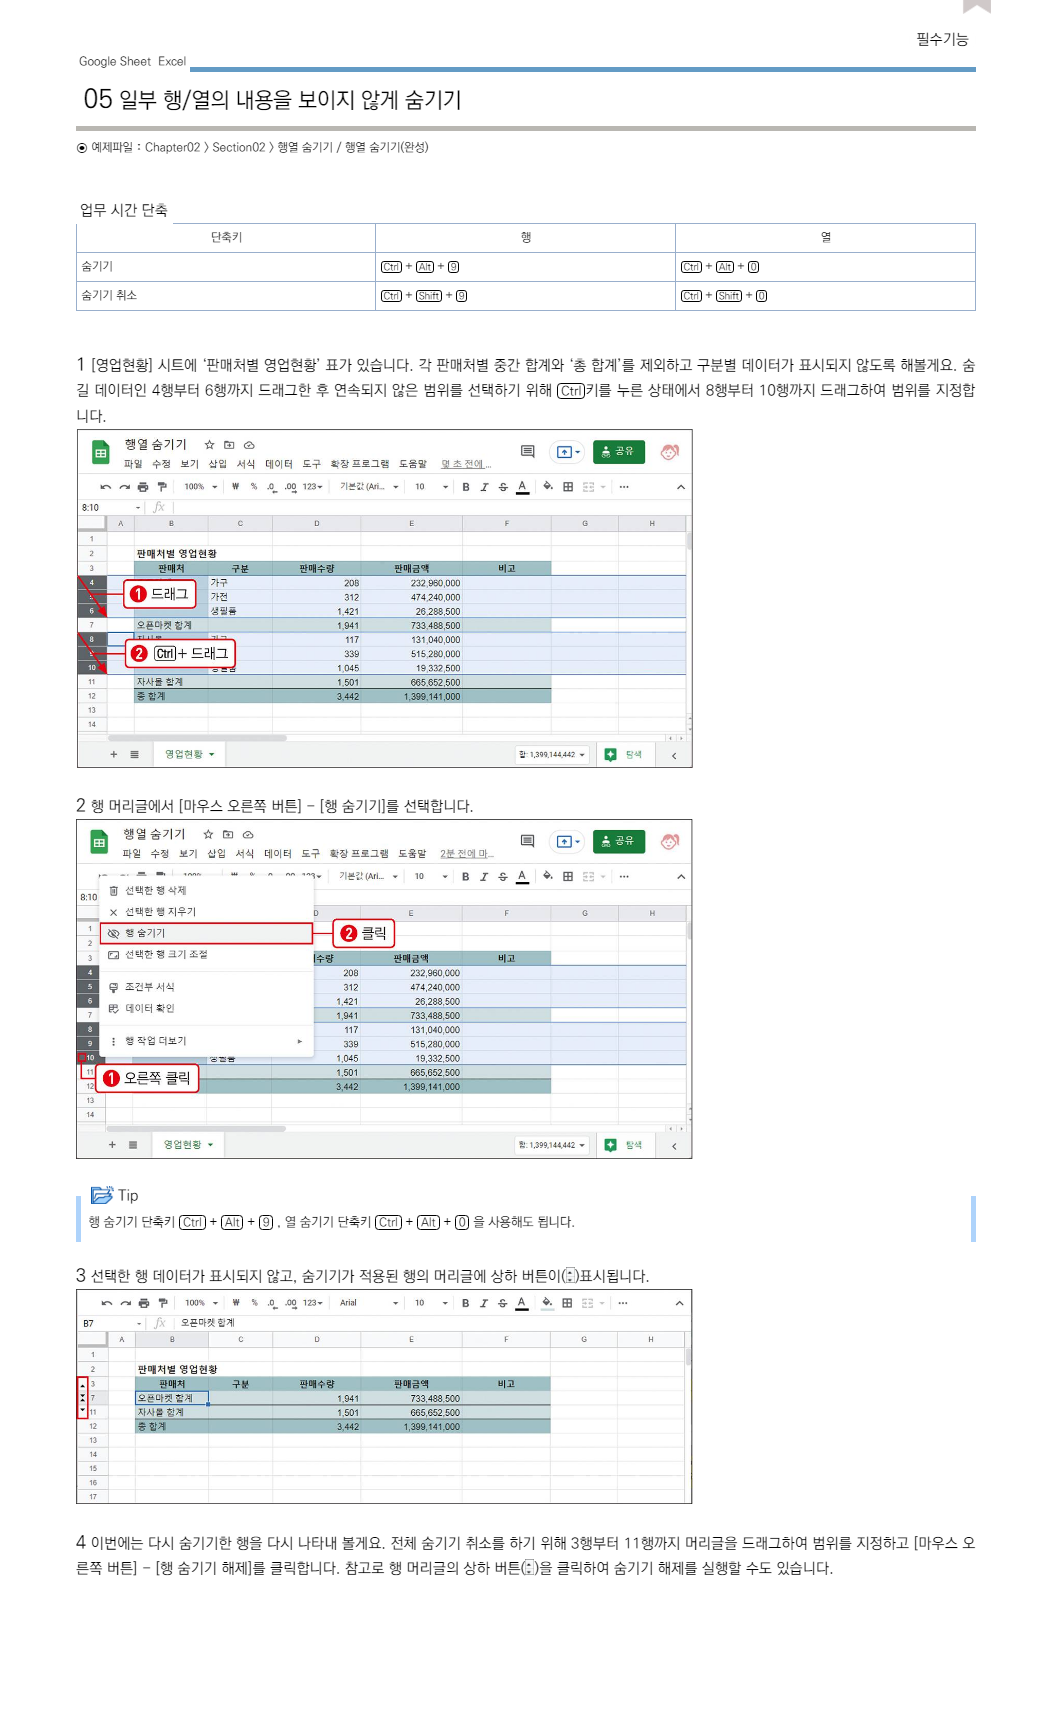 필수기능
Google Sheet Excel
05 일부 행/열의 내용을 보이지 않게 숨기기
예제파일 : Chapter02 > Section02 > 행열 숨기기 / 행열 숨기기(완성)
업무 시간 단축
단축키 행 열
숨기기 Ctrl + Alt + 9 Ctrl + Alt + 0
숨기기 취소 Ctrl + Shift + 9 Ctrl + Shift + 0
1 [영업현황] 시트에 ‘판매처별 영업현황’ 표가 있습니다. 각 판매처별 중간 합계와 ‘총 합계’를 제외하고 구분별 데이터가 표시되지 않도록 해볼게요. 숨
길 데이터인 4행부터 6행까지 드래그한 후 연속되지 않은 범위를 선택하기 위해 Ctrl키를 누른 상태에서 8행부터 10행까지 드래그하여 범위를 지정합
니다.
행열 숨기기
공유
파일 수정 보기 삽입 서식 데이터 도구 확장 프로그램 도움말 몇 초 전에 ...
100% ₩ % .0 .00 123 기본값 (Ari... 10 B I S A ...
8:10 fx
A B C D E F G H
1
2 판매처별 영업현황
3 판매처 구분 판매수량 판매금액 비고
4 가구 208 232,960,000
1 드래그
가전 312 474,240,000
6 생필품 1,421 26,288,500
7 오픈마켓 합계 1,941 733,488,500
8 117 131,040,000
2 Ctrl + 드래그
9 339 515,280,000
10 생필품 1,045 19,332,500
11 자사몰 합계 1,501 665,652,500
12 총 합계 3,442 1,399,141,000
13
14
+ 영업현황 합: 1,399,144,442 탐색
2 행 머리글에서 [마우스 오른쪽 버튼] - [행 숨기기]를 선택합니다.
행열 숨기기
공유
파일 수정 보기 삽입 서식 데이터 도구 확장 프로그램 도움말 2분 전에 마...
기본값 (Ari... 10 B I S A ...
선택한 행 삭제
8:10
선택한 행 지우기
D E F G H
1
행 숨기기
2 클릭
2
선택한 행 크기 조절
3 수량 판매금액 비고
4 208 232,960,000
5 조건부 서식 312 474,240,000
6 1,421 26,288,500
데이터 확인
7 1,941 733,488,500
8 117 131,040,000
9 행 작업 더보기 339 515,280,000
10 생필품 1,045 19,332,500
11 1,501 665,652,500
1 오른쪽 클릭
12 3,442 1,399,141,000
13
14
+ 영업현황 합: 1,399,144,442 탐색
Tip
행 숨기기 단축키 Ctrl + Alt + 9 , 열 숨기기 단축키 Ctrl + Alt + 0 을 사용해도 됩니다.
3 선택한 행 데이터가 표시되지 않고, 숨기기가 적용된 행의 머리글에 상하 버튼이()표시됩니다.
100% ₩ % .0 .00 123 Arial 10 B I S A ...
B7 fx 오픈마켓 합계
A B C D E F G H
1
2 판매처별 영업현황
3 판매처 구분 판매수량 판매금액 비고
7 오픈마켓 합계 1,941 733,488,500
11 자사몰 합계 1,501 665,652,500
12 총 합계 3,442 1,399,141,000
13
14
15
16
17
4 이번에는 다시 숨기기한 행을 다시 나타내 볼게요. 전체 숨기기 취소를 하기 위해 3행부터 11행까지 머리글을 드래그하여 범위를 지정하고 [마우스 오
른쪽 버튼] - [행 숨기기 해제]를 클릭합니다. 참고로 행 머리글의 상하 버튼()을 클릭하여 숨기기 해제를 실행할 수도 있습니다.